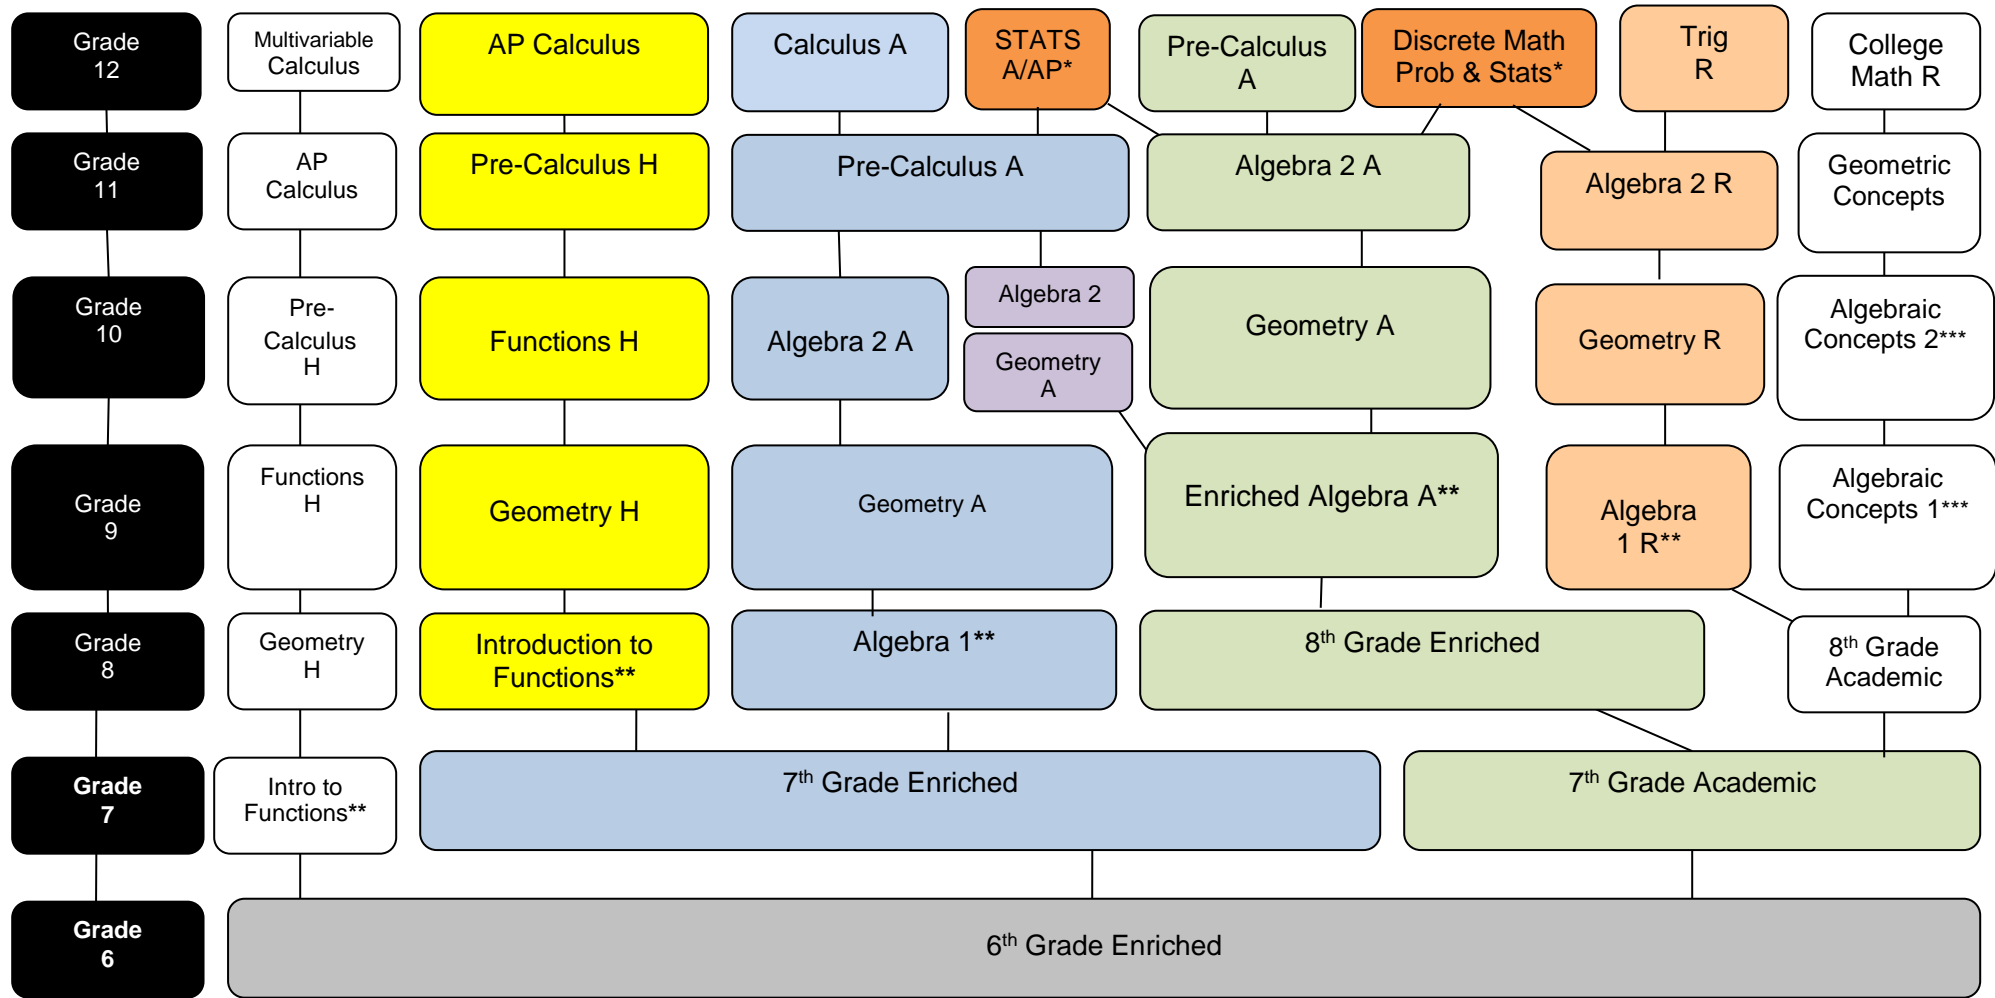 Grade
12
Multivariable
Calculus
AP Calculus
Calculus A
STATS
A/AP*
Pre-Calculus
A
Discrete Math
Prob & Stats*
Trig
R
College
Math R
Grade
11
AP
Calculus
Pre-Calculus H
Pre-Calculus A
Algebra 2 A
Algebra 2 R
Geometric
Concepts
Grade
10
Pre-
Calculus
H
Functions H
Algebra 2 A
Algebra 2
Geometry
A
Geometry A
Geometry R
Algebraic
Concepts 2***
Grade
9
Functions
H
Geometry H
Geometry A
Enriched Algebra A**
Algebra
1 R**
Algebraic
Concepts 1***
Grade
8
Geometry
H
Introduction to
Functions**
Algebra 1**
8th Grade Enriched
8th Grade
Academic
Grade
7
Intro to
Functions**
7th Grade Enriched
7th Grade Academic
Grade
6
6th Grade Enriched